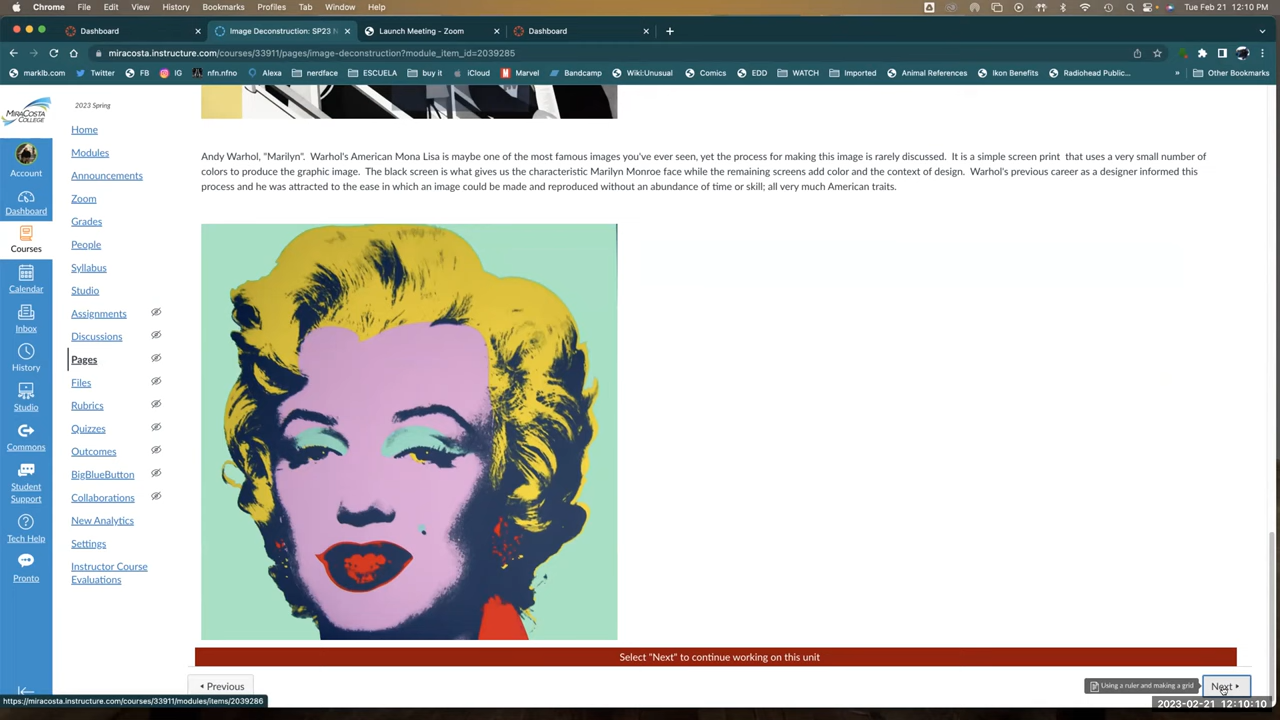 Chrome File Edit View History Bookmarks Profiles Tab Window Help Tue Feb 21 12:10 PM
Dashboard Image Deconstruction: SP23 Launch Meeting - Zoom Dashboard
miracosta.instructure.com/courses/33911/pages/image-deconstruction?module_item_id=2039285
marklb.com Twitter FB IG nfn.nfno Alexa nerdface ESCUELA buy it iCloud Marvel Bandcamp Wiki:Unusual Comics EDD WATCH Imported Animal References Ikon Benefits Radiohead Public... » Other Bookmarks
MIRACOSTA COLLEGE
Account
Dashboard
Courses
Calendar
Inbox
History
Studio
Commons
Student Support
Tech Help
Pronto
2023 Spring
Home
Modules
Announcements
Zoom
Grades
People
Syllabus
Studio
Assignments
Discussions
Pages
Files
Rubrics
Quizzes
Outcomes
BigBlueButton
Collaborations
New Analytics
Settings
Instructor Course
Evaluations
Andy Warhol, "Marilyn". Warhol's American Mona Lisa is maybe one of the most famous images you've ever seen, yet the process for making this image is rarely discussed. It is a simple screen print that uses a very small number of
colors to produce the graphic image. The black screen is what gives us the characteristic Marilyn Monroe face while the remaining screens add color and the context of design. Warhol's previous career as a designer informed this
process and he was attracted to the ease in which an image could be made and reproduced without an abundance of time or skill; all very much American traits.
Select "Next" to continue working on this unit
Previous Using a ruler and making a grid Next
https://miracosta.instructure.com/courses/33911/modules/items/2039286
2023-02-21 12:10:10